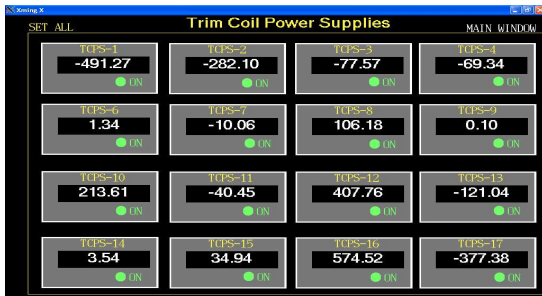 Xming X
Trim Coil Power Supplies
SET ALL
MAIN WINDOW
TCPS-1 TCPS-2 TCPS-3 TCPS-4
-491.27 -282.10 -77.57 -69.34
ON ON ON ON
TCPS-6 TCPS-7 TCPS-8 TCPS-9
1.34 -10.06 106.18 0.10
ON ON ON ON
TCPS-10 TCPS-11 TCPS-12 TCPS-13
213.61 -40.45 407.76 -121.04
ON ON ON ON
TCPS-14 TCPS-15 TCPS-16 TCPS-17
3.54 34.94 574.52 -377.38
ON ON ON ON